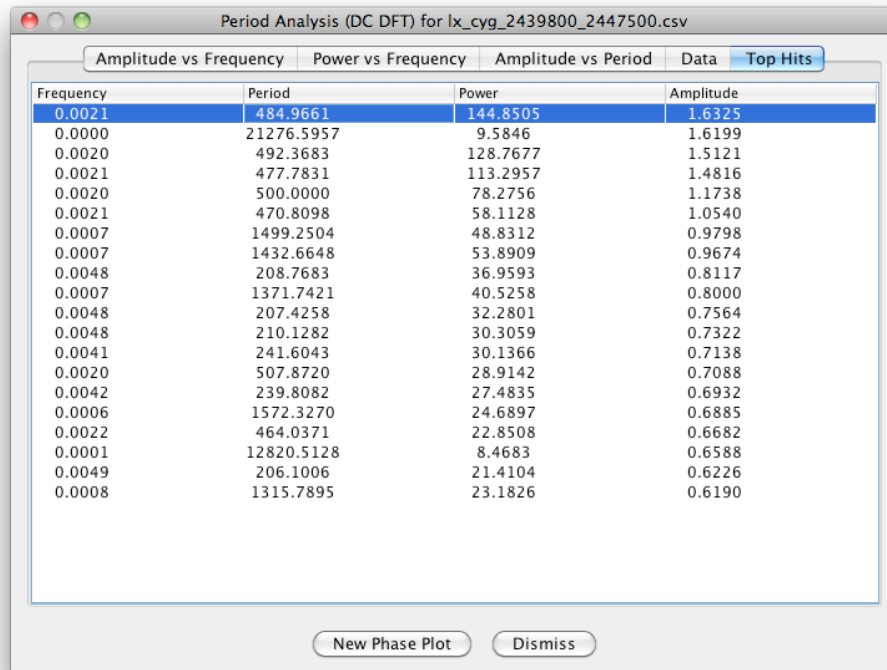 Period Analysis (DC DFT) for lx_cyg_2439800_2447500.csv
Amplitude vs Frequency Power vs Frequency Amplitude vs Period Data Top Hits
Frequency Period Power Amplitude
0.0021 484.9661 144.8505 1.6325
0.0000 21276.5957 9.5846 1.6199
0.0020 492.3683 128.7677 1.5121
0.0021 477.7831 113.2957 1.4816
0.0020 500.0000 78.2756 1.1738
0.0021 470.8098 58.1128 1.0540
0.0007 1499.2504 48.8312 0.9798
0.0007 1432.6648 53.8909 0.9674
0.0048 208.7683 36.9593 0.8117
0.0007 1371.7421 40.5258 0.8000
0.0048 207.4258 32.2801 0.7564
0.0048 210.1282 30.3059 0.7322
0.0041 241.6043 30.1366 0.7138
0.0020 507.8720 28.9142 0.7088
0.0042 239.8082 27.4835 0.6932
0.0006 1572.3270 24.6897 0.6885
0.0022 464.0371 22.8508 0.6682
0.0001 12820.5128 8.4683 0.6588
0.0049 206.1006 21.4104 0.6226
0.0008 1315.7895 23.1826 0.6190
New Phase Plot Dismiss